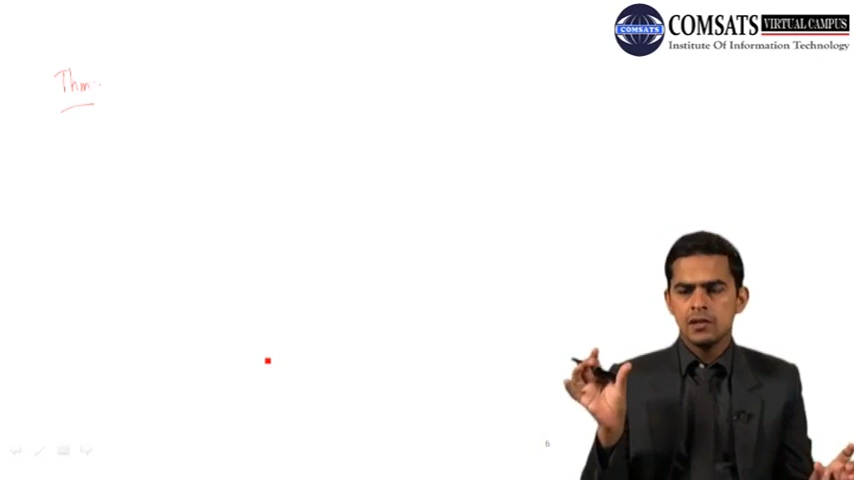 COMSATS
COMSATS VIRTUAL CAMPUS
Institute Of Information Technology
Thm:
6